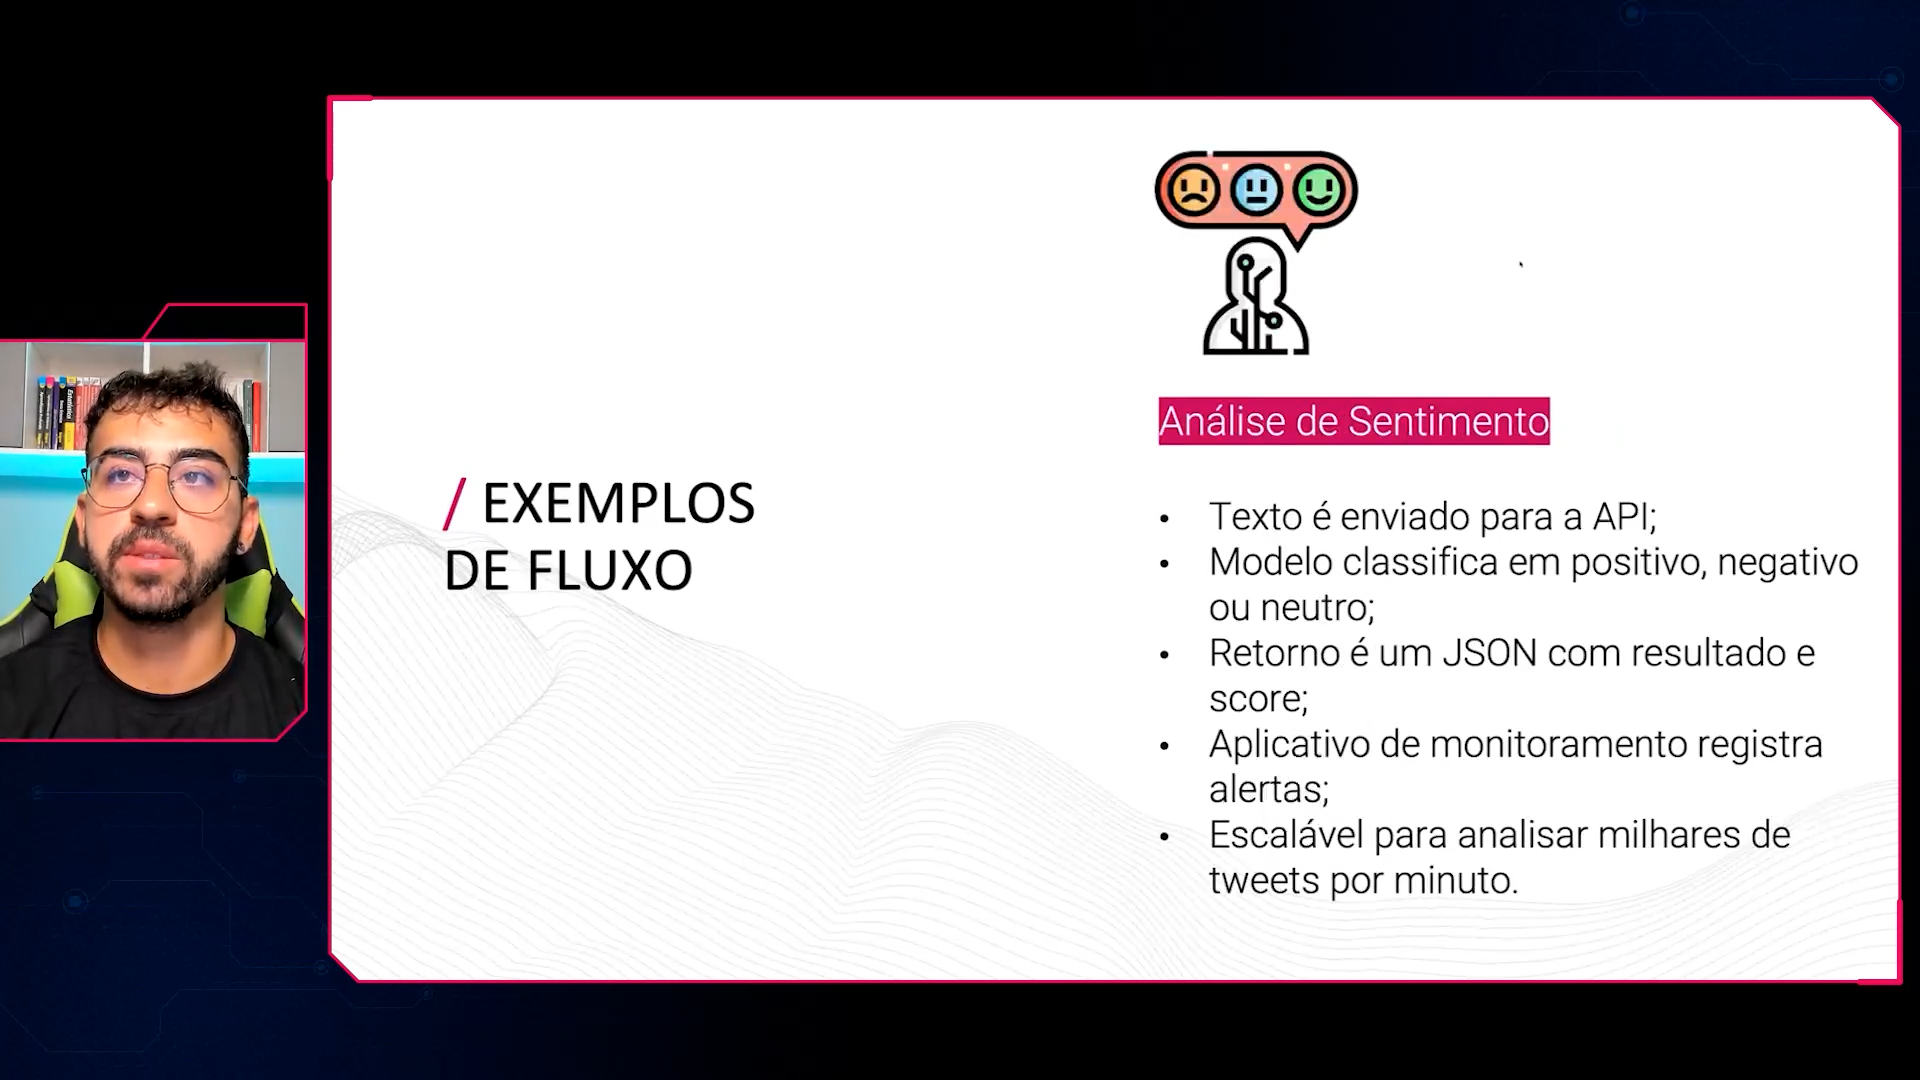 / EXEMPLOS
DE FLUXO
Análise de Sentimento
• Texto é enviado para a API;
• Modelo classifica em positivo, negativo
ou neutro;
• Retorno é um JSON com resultado e
score;
• Aplicativo de monitoramento registra
alertas;
• Escalável para analisar milhares de
tweets por minuto.